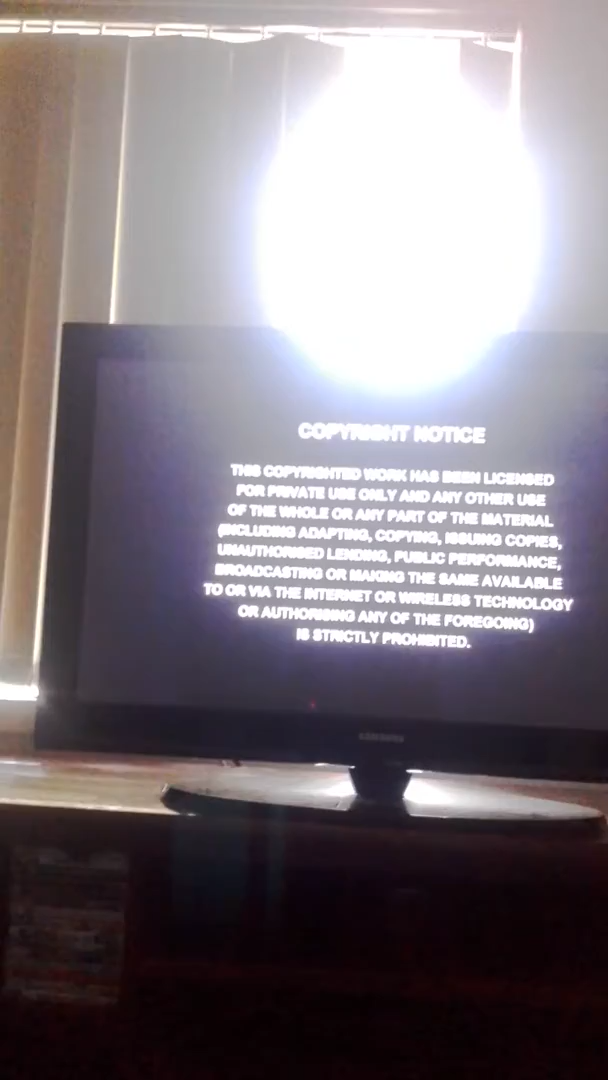 COPYRIGHT NOTICE
THIS COPYRIGHTED WORK HAS BEEN LICENSED
FOR PRIVATE USE ONLY AND ANY OTHER USE
OF THE WHOLE OR ANY PART OF THE MATERIAL
(INCLUDING ADAPTING, COPYING, ISSUING COPIES,
UNAUTHORISED LENDING, PUBLIC PERFORMANCE,
BROADCASTING OR MAKING THE SAME AVAILABLE
TO OR VIA THE INTERNET OR WIRELESS TECHNOLOGY
OR AUTHORISING ANY OF THE FOREGOING)
IS STRICTLY PROHIBITED.
SAMSUNG